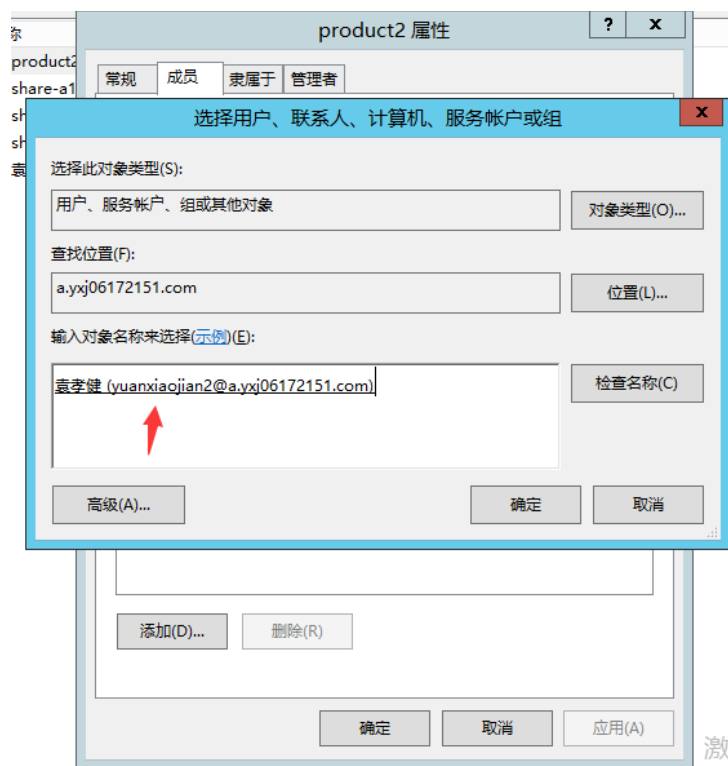 product2 属性
? x
称
product2
share-a1
sh
sh
袁
常规 成员 隶属于 管理者
选择用户、联系人、计算机、服务帐户或组
x
选择此对象类型(S):
用户、服务帐户、组或其他对象
对象类型(O)...
查找位置(F):
a.yxj06172151.com
位置(L)...
输入对象名称来选择(示例)(E):
袁孝健 (yuanxiaojian2@a.yxj06172151.com)
检查名称(C)
高级(A)...
确定
取消
添加(D)...
删除(R)
确定
取消
应用(A)
激